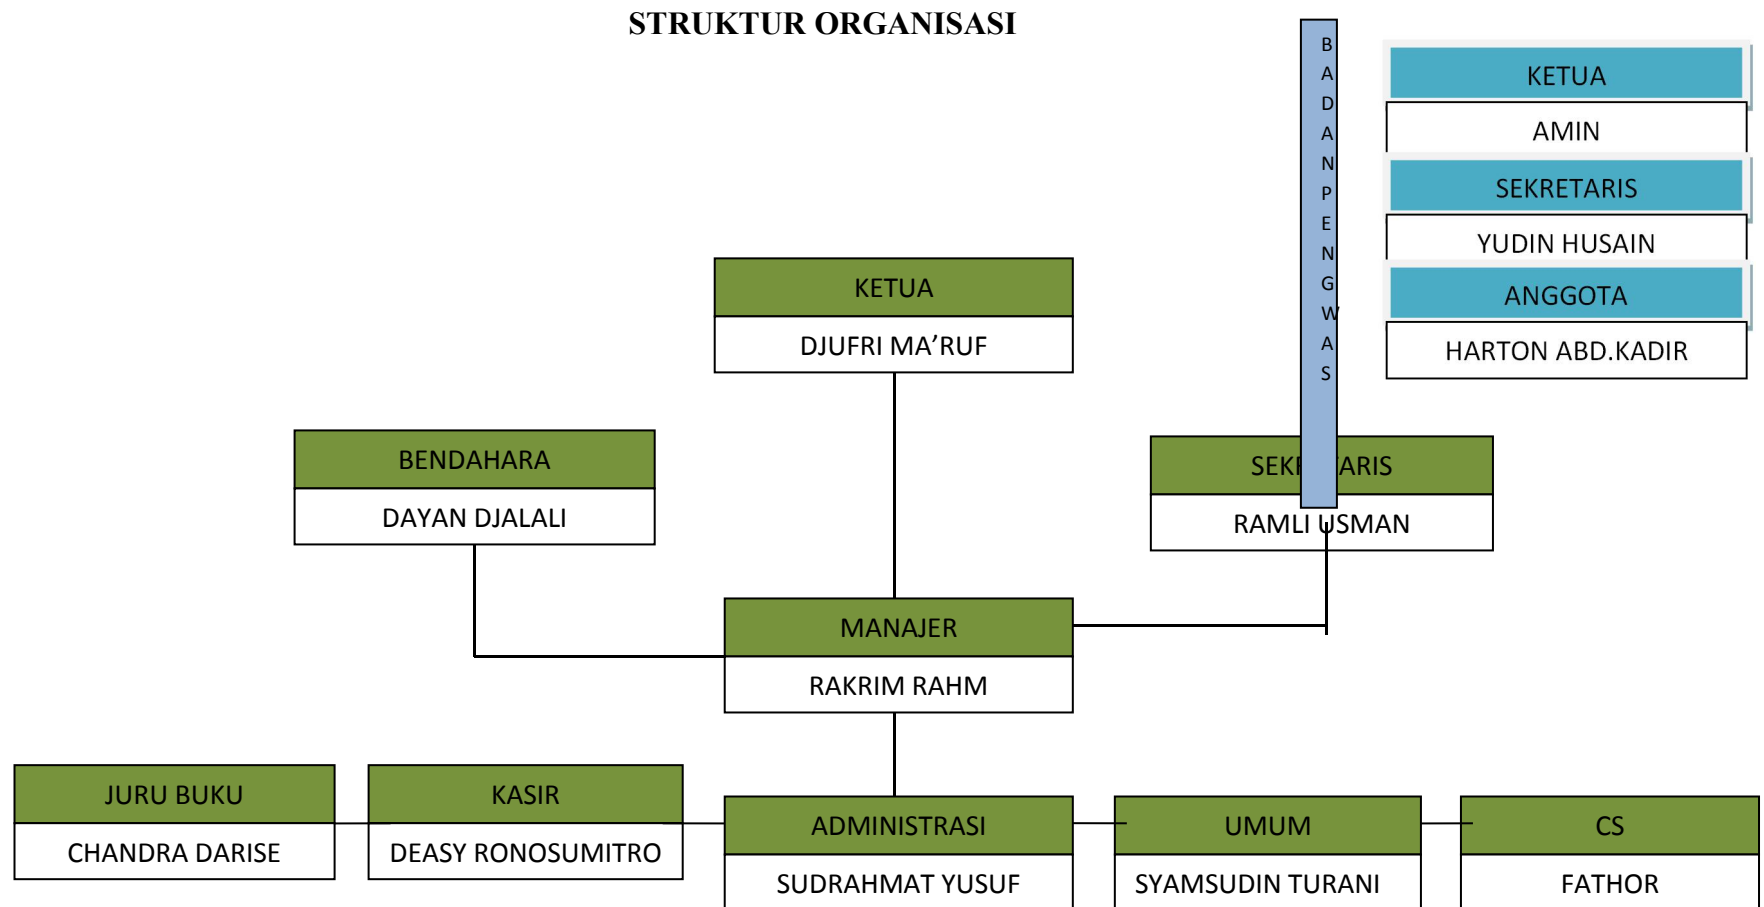 STRUKTUR ORGANISASI
BADANPENGWAS
KETUA
AMIN
SEKRETARIS
YUDIN HUSAIN
ANGGOTA
HARTON ABD.KADIR
KETUA
DJUFRI MA’RUF
BENDAHARA
DAYAN DJALALI
SEKRETARIS
RAMLI USMAN
MANAJER
RAKRIM RAHM
JURU BUKU
CHANDRA DARISE
KASIR
DEASY RONOSUMITRO
ADMINISTRASI
SUDRAHMAT YUSUF
UMUM
SYAMSUDIN TURANI
CS
FATHOR